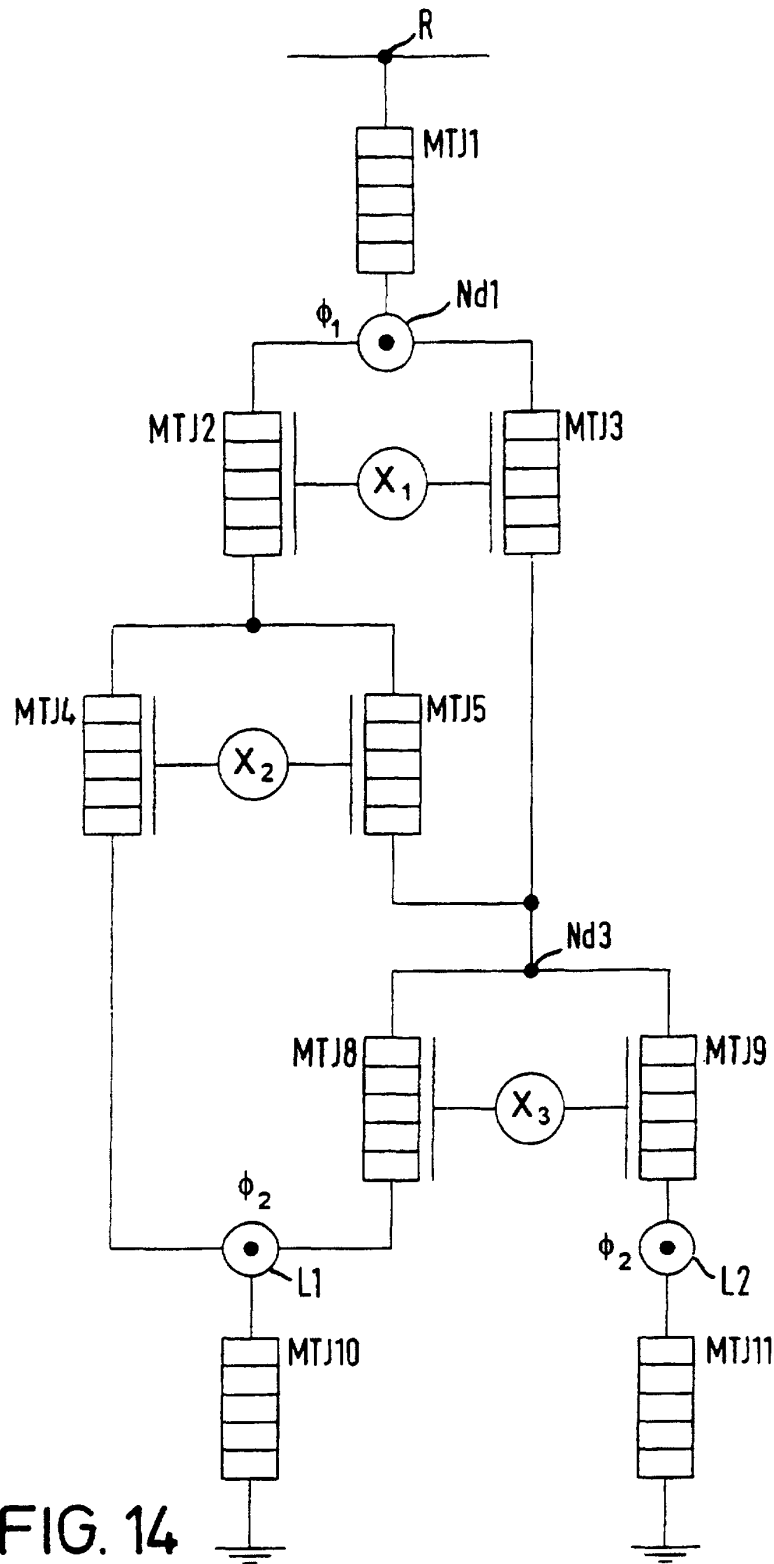 R
MTJ1
ϕ₁
Nd1
MTJ2
X₁
MTJ3
MTJ4
X₂
MTJ5
Nd3
MTJ8
X₃
MTJ9
ϕ₂
L1
ϕ₂
L2
MTJ10
MTJ11
FIG. 14